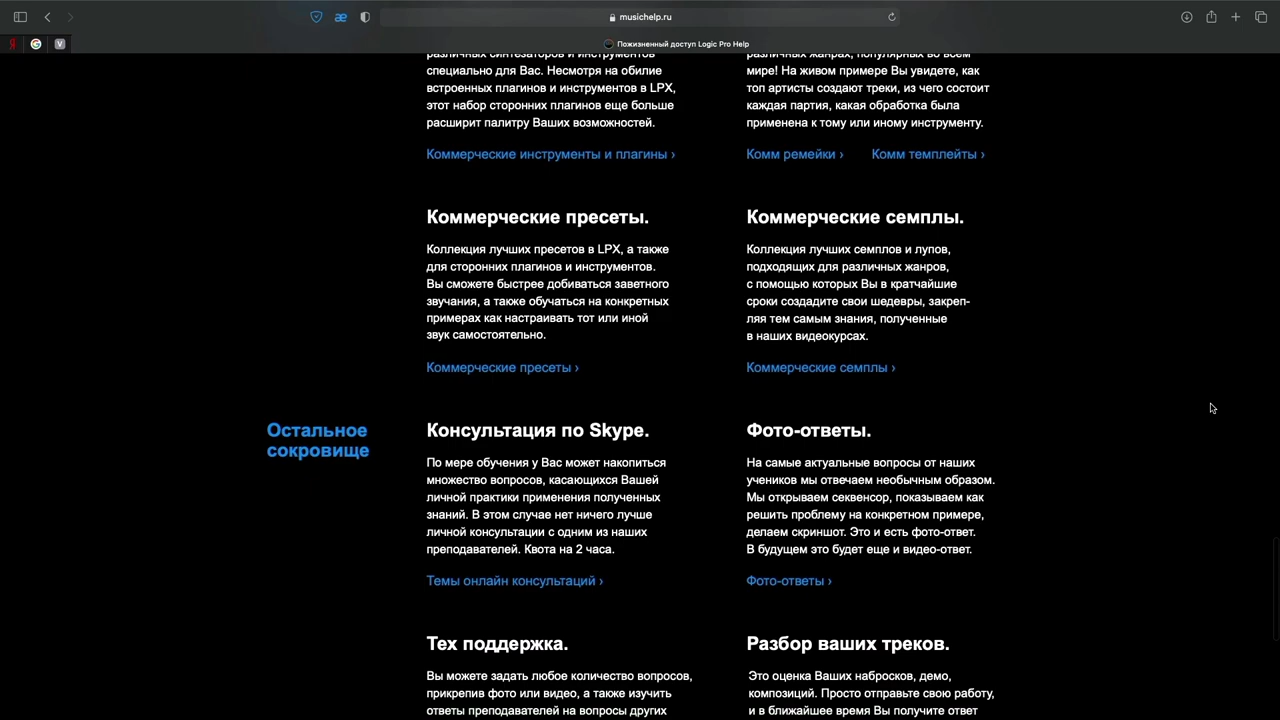 musichelp.ru
Я
G
V
Пожизненный доступ Logic Pro Help
различных синтезаторов и инструментов
специально для Вас. Несмотря на обилие
встроенных плагинов и инструментов в LPX,
этот набор сторонних плагинов еще больше
расширит палитру Ваших возможностей.
Коммерческие инструменты и плагины ›
различных жанрах, популярных во всем
мире! На живом примере Вы увидете, как
топ артисты создают треки, из чего состоит
каждая партия, какая обработка была
применена к тому или иному инструменту.
Комм ремейки › Комм темплейты ›
Коммерческие пресеты.
Коллекция лучших пресетов в LPX, а также
для сторонних плагинов и инструментов.
Вы сможете быстрее добиваться заветного
звучания, а также обучаться на конкретных
примерах как настраивать тот или иной
звук самостоятельно.
Коммерческие пресеты ›
Коммерческие семплы.
Коллекция лучших семплов и лупов,
подходящих для различных жанров,
с помощью которых Вы в кратчайшие
сроки создадите свои шедевры, закреп-
ляя тем самым знания, полученные
в наших видеокурсах.
Коммерческие семплы ›
Остальное
сокровище
Консультация по Skype.
По мере обучения у Вас может накопиться
множество вопросов, касающихся Вашей
личной практики применения полученных
знаний. В этом случае нет ничего лучше
личной консультации с одним из наших
преподавателей. Квота на 2 часа.
Темы онлайн консультаций ›
Фото-ответы.
На самые актуальные вопросы от наших
учеников мы отвечаем необычным образом.
Мы открываем секвенсор, показываем как
решить проблему на конкретном примере,
делаем скриншот. Это и есть фото-ответ.
В будущем это будет еще и видео-ответ.
Фото-ответы ›
Тех поддержка.
Вы можете задать любое количество вопросов,
прикрепив фото или видео, а также изучить
ответы преподавателей на вопросы других
Разбор ваших треков.
Это оценка Ваших набросков, демо,
композиций. Просто отправьте свою работу,
и в ближайшее время Вы получите ответ